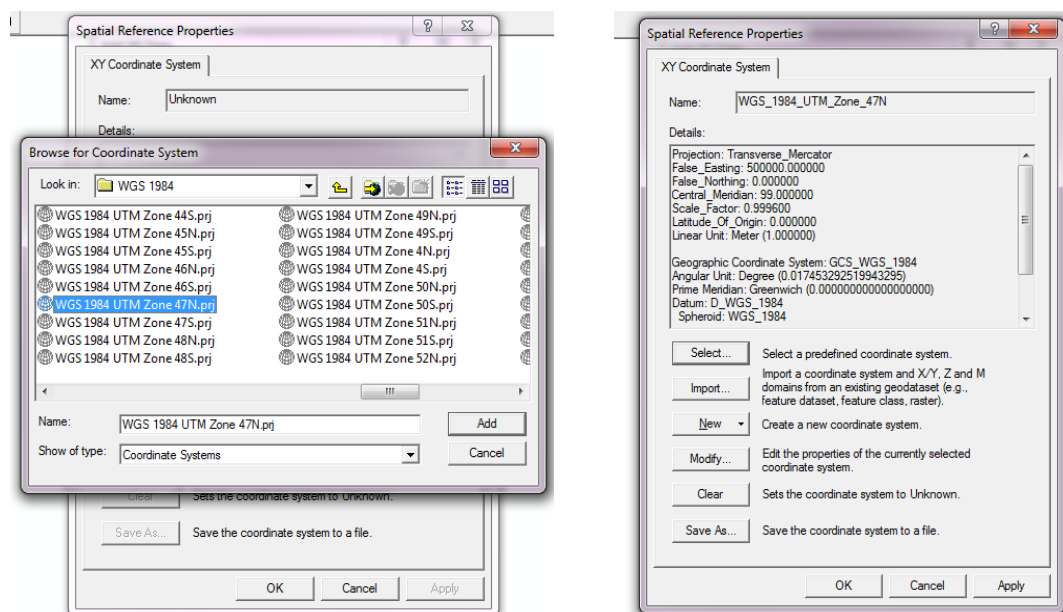 Spatial Reference Properties
XY Coordinate System
Name: Unknown
Details:
Browse for Coordinate System
Look in: WGS 1984
WGS 1984 UTM Zone 44S.prj
WGS 1984 UTM Zone 45N.prj
WGS 1984 UTM Zone 45S.prj
WGS 1984 UTM Zone 46N.prj
WGS 1984 UTM Zone 46S.prj
WGS 1984 UTM Zone 47N.prj
WGS 1984 UTM Zone 47S.prj
WGS 1984 UTM Zone 48N.prj
WGS 1984 UTM Zone 48S.prj
WGS 1984 UTM Zone 49N.prj
WGS 1984 UTM Zone 49S.prj
WGS 1984 UTM Zone 4N.prj
WGS 1984 UTM Zone 4S.prj
WGS 1984 UTM Zone 50N.prj
WGS 1984 UTM Zone 50S.prj
WGS 1984 UTM Zone 51N.prj
WGS 1984 UTM Zone 51S.prj
WGS 1984 UTM Zone 52N.prj
Name: WGS 1984 UTM Zone 47N.prj Add
Show of type: Coordinate Systems Cancel
Clear Sets the coordinate system to Unknown.
Save As... Save the coordinate system to a file.
OK Cancel Apply
Spatial Reference Properties
XY Coordinate System
Name: WGS_1984_UTM_Zone_47N
Details:
Projection: Transverse_Mercator
False_Easting: 500000.000000
False_Northing: 0.000000
Central_Meridian: 99.000000
Scale_Factor: 0.999600
Latitude_Of_Origin: 0.000000
Linear Unit: Meter (1.000000)
Geographic Coordinate System: GCS_WGS_1984
Angular Unit: Degree (0.017453292519943295)
Prime Meridian: Greenwich (0.000000000000000000)
Datum: D_WGS_1984
Spheroid: WGS_1984
Select... Select a predefined coordinate system.
Import... Import a coordinate system and X/Y, Z and M
domains from an existing geodataset (e.g.,
feature dataset, feature class, raster).
New Create a new coordinate system.
Modify... Edit the properties of the currently selected
coordinate system.
Clear Sets the coordinate system to Unknown.
Save As... Save the coordinate system to a file.
OK Cancel Apply